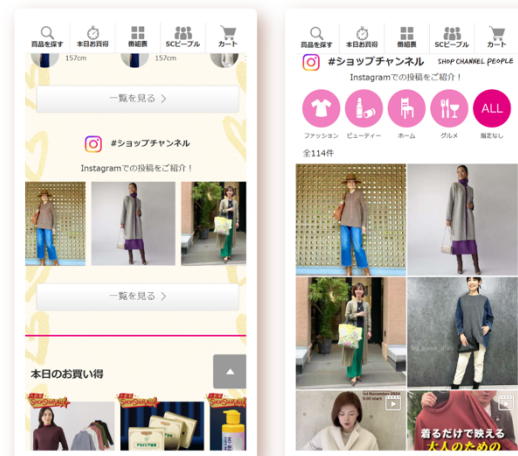 商品を探す 本日お買得 番組表 SCピープル カート
157cm 157cm
一覧を見る
#ショップチャンネル
Instagramでの投稿をご紹介！
一覧を見る
本日のお買い得
商品を探す 本日お買得 番組表 SCピープル カート
#ショップチャンネル SHOP CHANNEL PEOPLE
Instagramでの投稿をご紹介！
ALL
ファッション ビューティー ホーム グルメ 指定なし
全114件
1st November 2024
着るだけで映える
大人のための